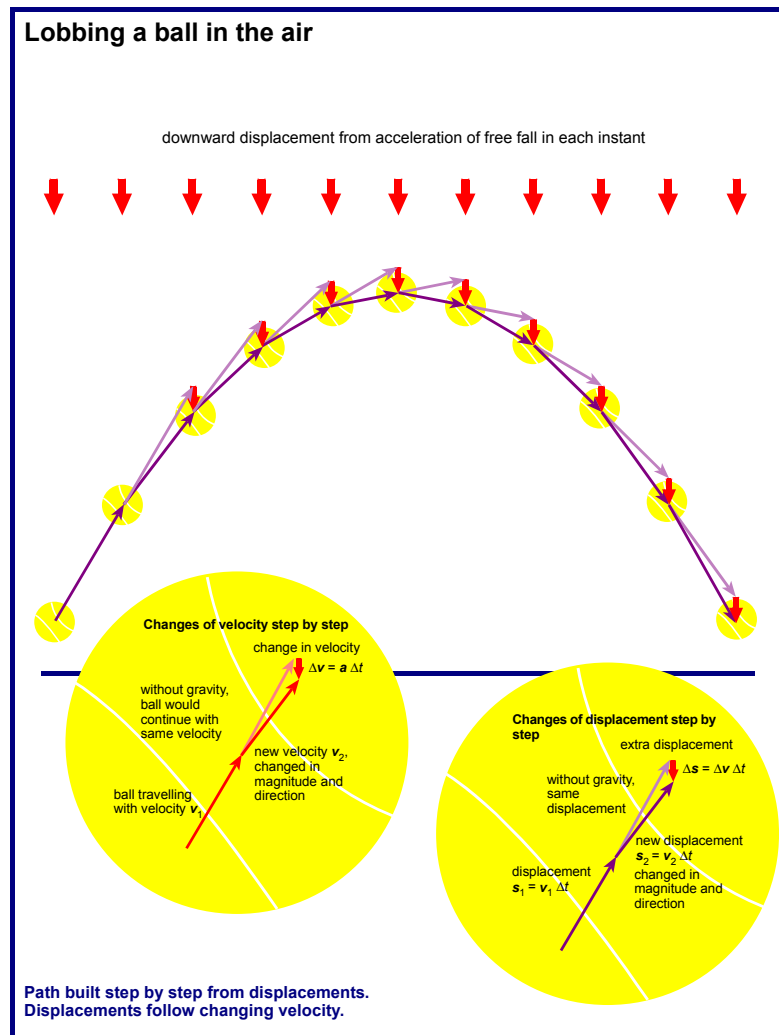 Lobbing a ball in the air
downward displacement from acceleration of free fall in each instant
Changes of velocity step by step
change in velocity
Δv = a Δt
without gravity,
ball would
continue with
same velocity
new velocity v₂,
changed in
magnitude and
direction
ball travelling
with velocity v₁
Changes of displacement step by
step
extra displacement
Δs = Δv Δt
without gravity,
same
displacement
new displacement
s₂ = v₂ Δt
changed in
magnitude and
direction
displacement
s₁ = v₁ Δt
Path built step by step from displacements.
Displacements follow changing velocity.